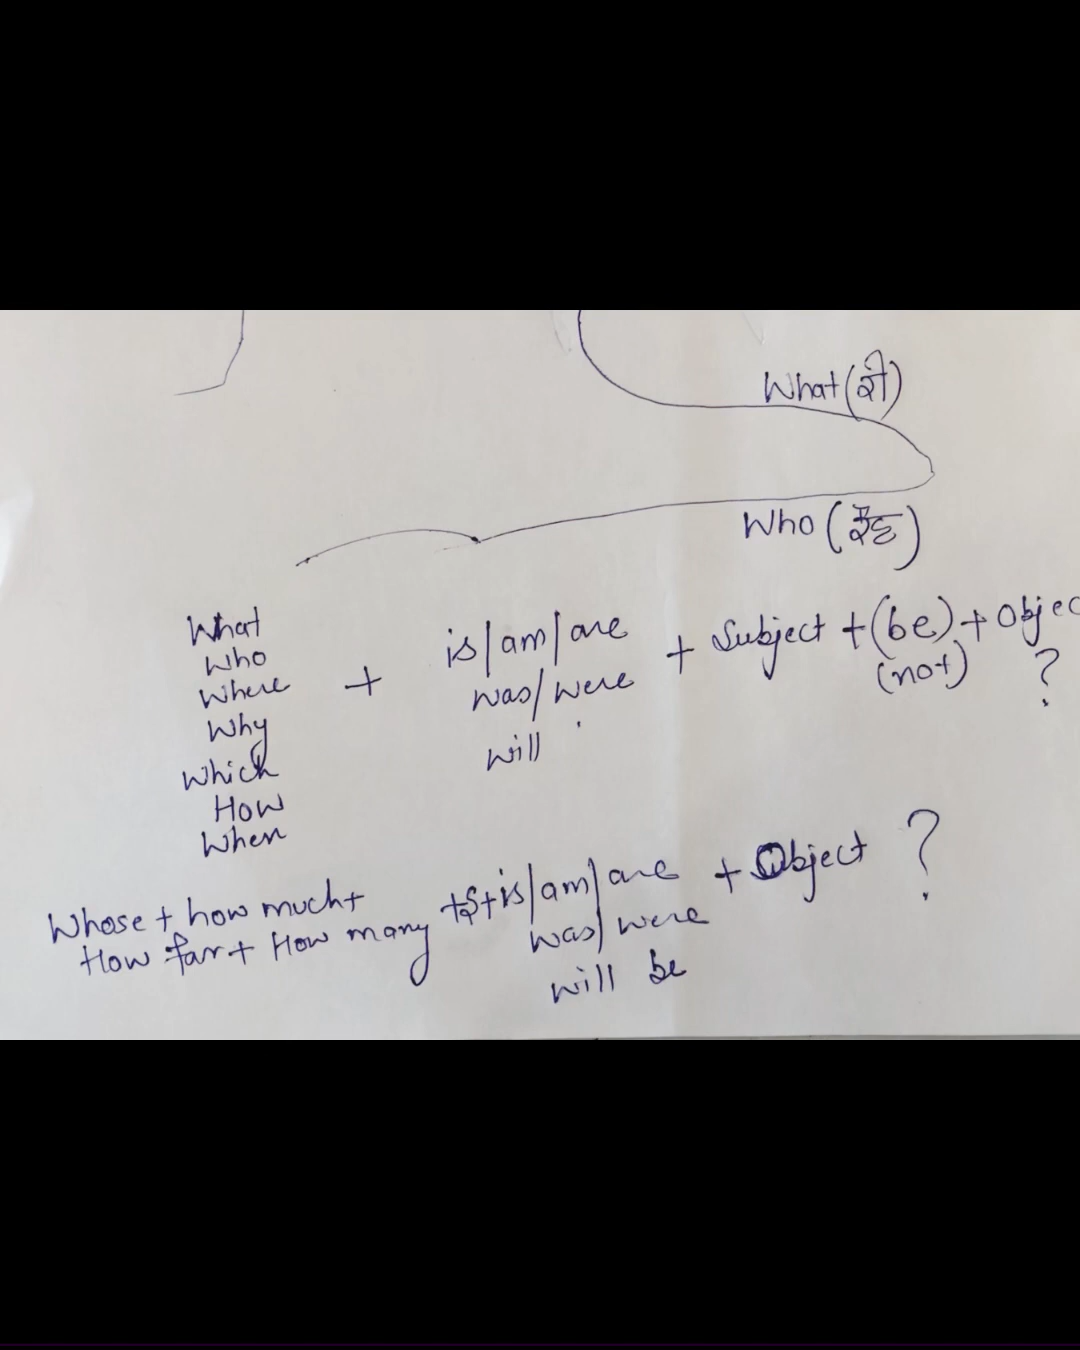 What (ਕੀ)
Who (ਕੌਣ)
What
Who
Where
Why
Which
How
When
+
is/am/are
was/were
will
+ Subject + (be) + Objec
(not) ?
Whose + how much +
How far + How many
+S+is/am/are
was/were
will be
+ Object ?